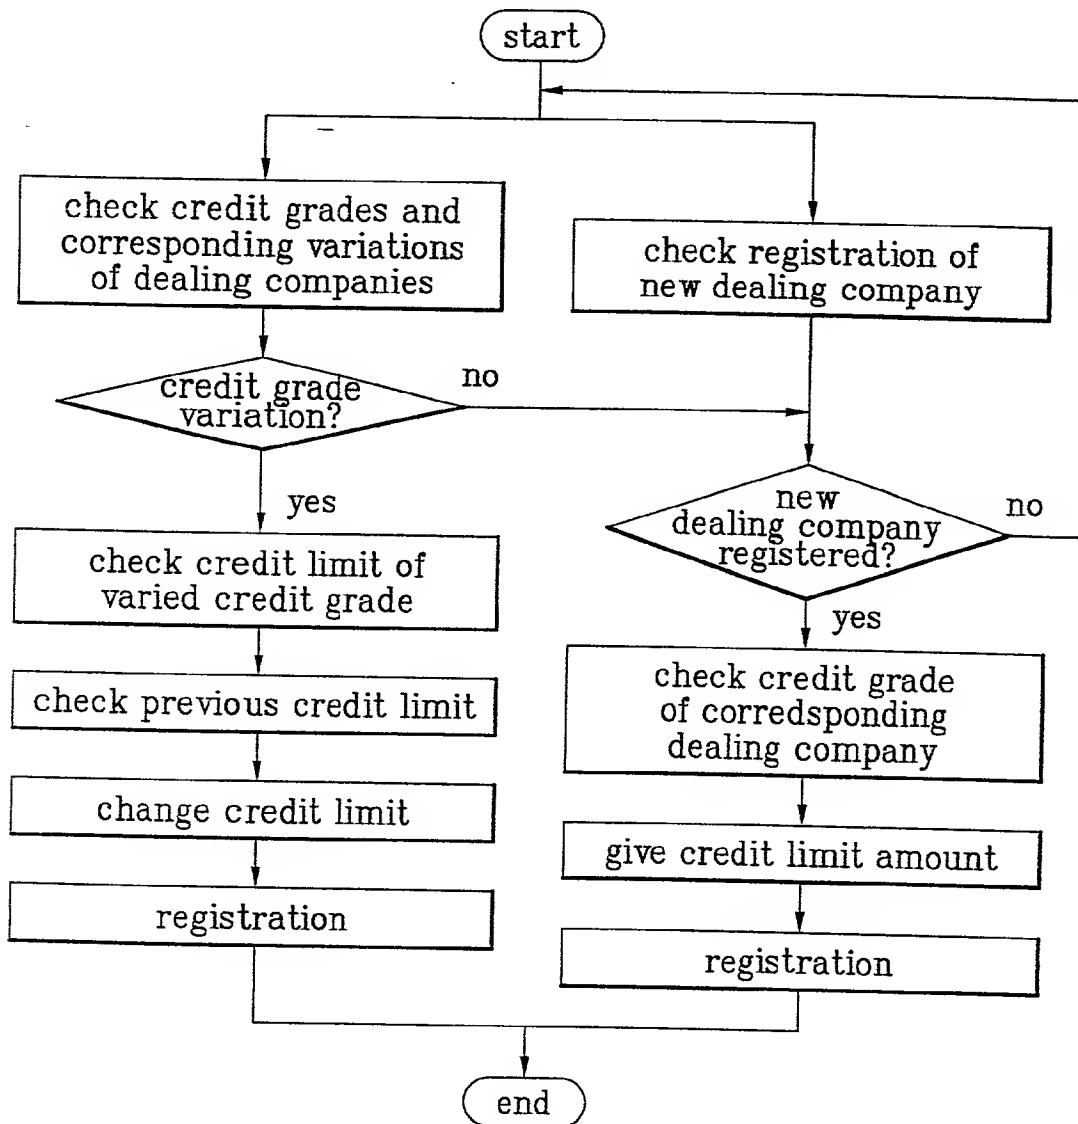 start
check credit grades and
corresponding variations
of dealing companies
check registration of
new dealing company
credit grade
variation?
no
yes
new
dealing company
registered?
no
yes
check credit limit of
varied credit grade
check previous credit limit
change credit limit
registration
check credit grade
of corredsponding
dealing company
give credit limit amount
registration
end